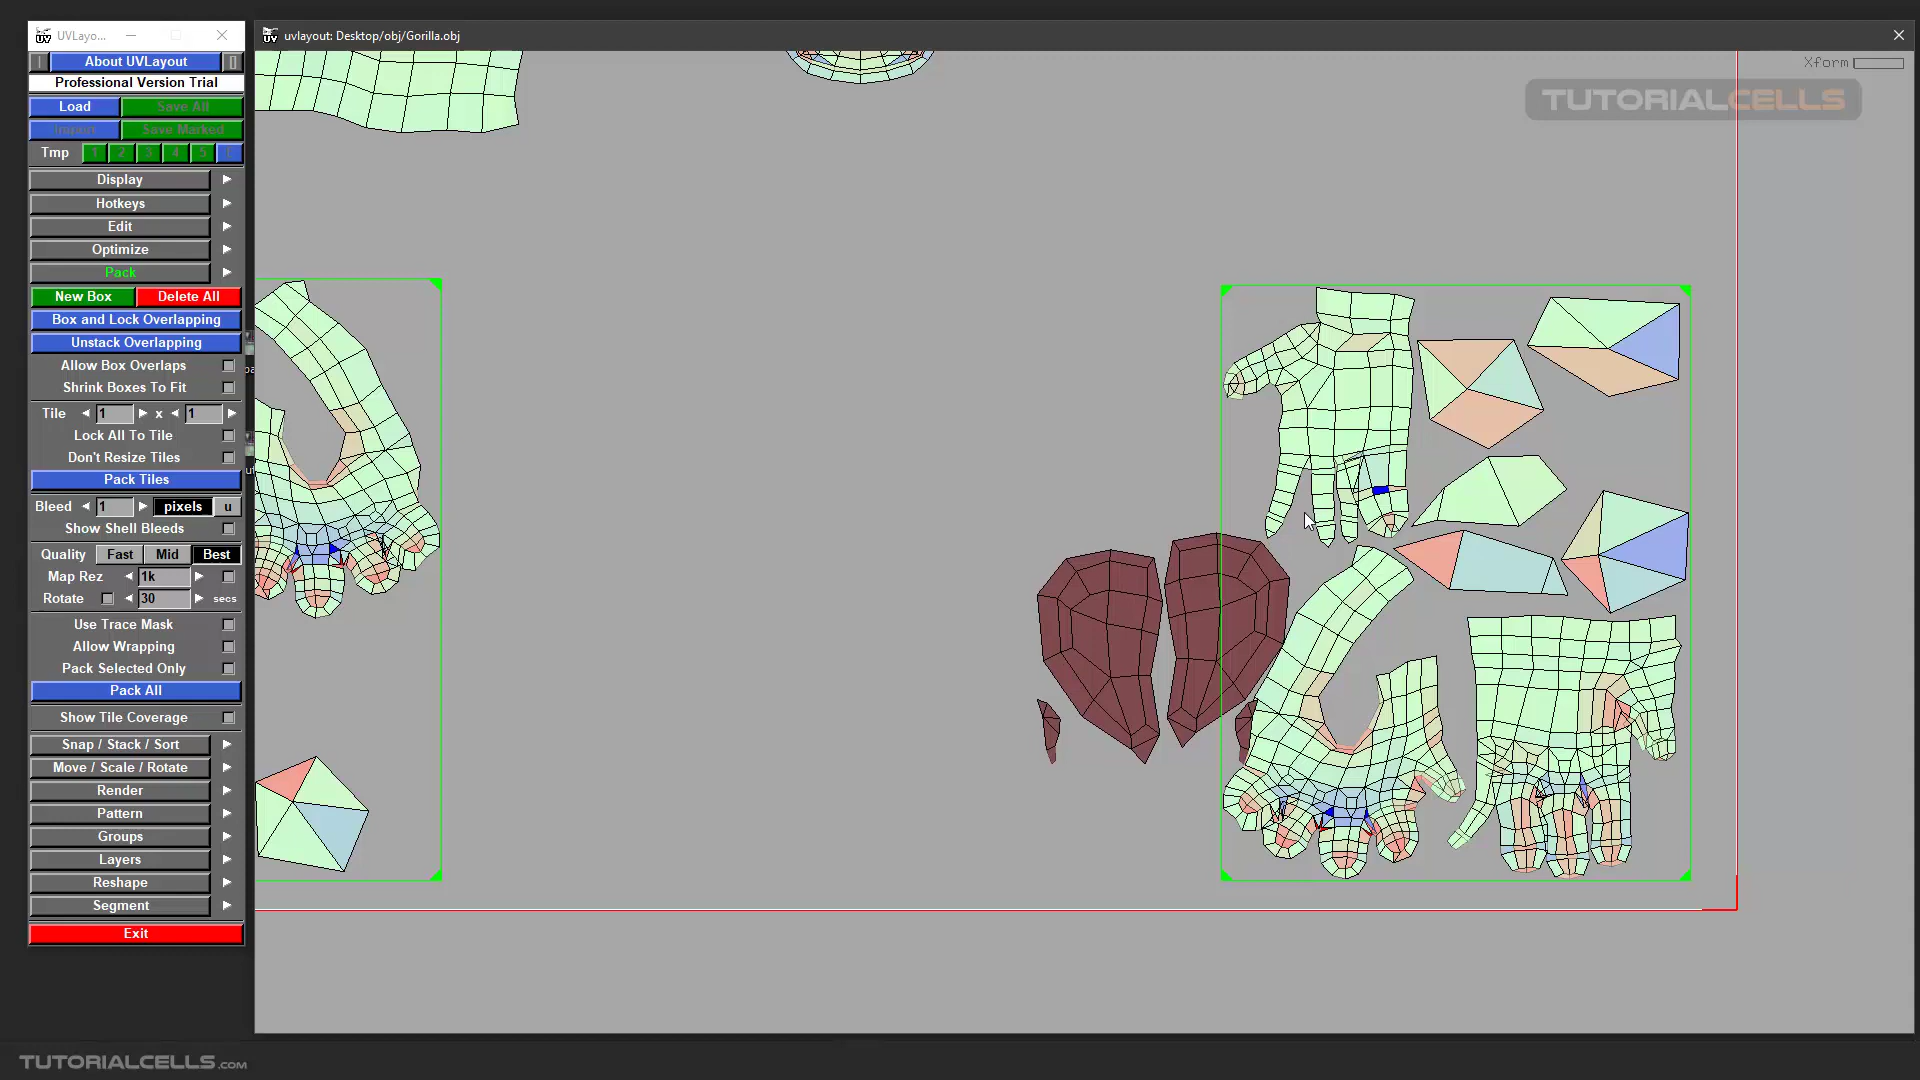 UVLayo...
uvlayout: Desktop/obj/Gorilla.obj
Xform
TUTORIALCELLS
About UVLayout
Professional Version Trial
Load
Save All
Import
Save Marked
Tmp 1 2 3 4 5
Display
Hotkeys
Edit
Optimize
Pack
New Box
Delete All
Box and Lock Overlapping
Unstack Overlapping
Allow Box Overlaps
Shrink Boxes To Fit
Tile 1 x 1
Lock All To Tile
Don't Resize Tiles
Pack Tiles
Bleed 1 pixels u
Show Shell Bleeds
Quality Fast Mid Best
Map Rez 1k
Rotate 30 secs
Use Trace Mask
Allow Wrapping
Pack Selected Only
Pack All
Show Tile Coverage
Snap / Stack / Sort
Move / Scale / Rotate
Render
Pattern
Groups
Layers
Reshape
Segment
Exit
TUTORIALCELLS.COM